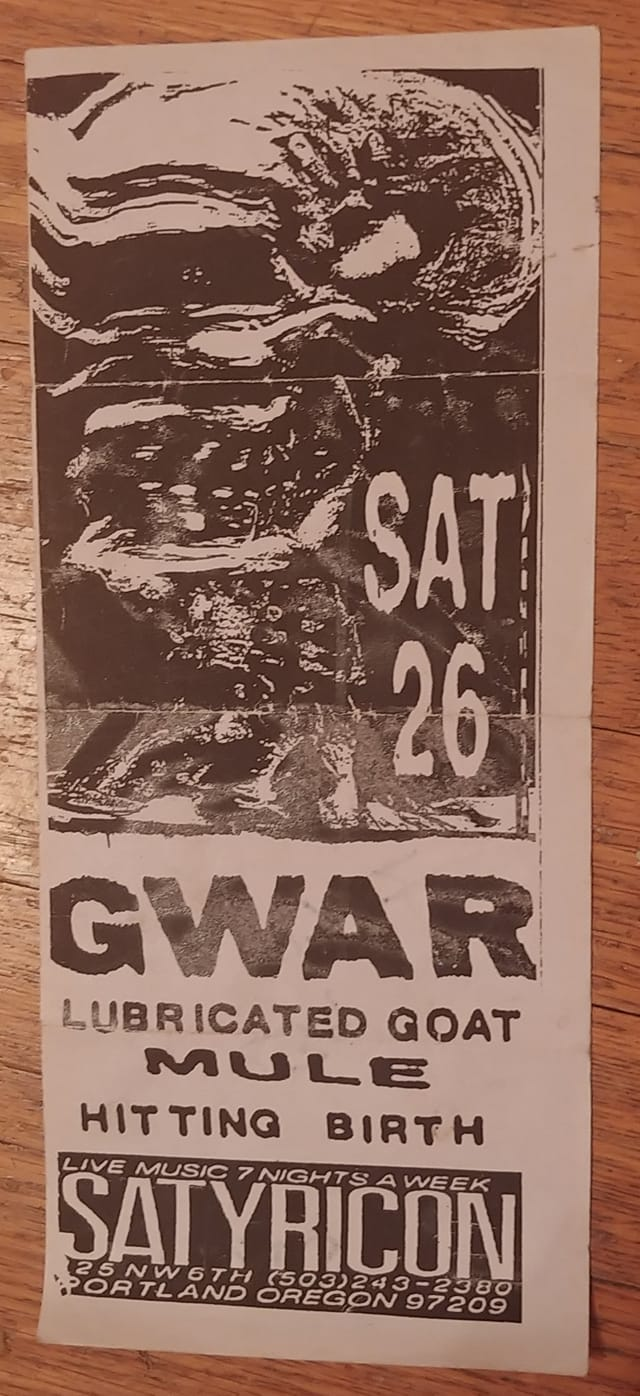 SAT
26
GWAR
LUBRICATED GOAT
MULE
HITTING BIRTH
LIVE MUSIC 7 NIGHTS A WEEK
SATYRICON
125 NW 6TH (503)243-2380
PORTLAND OREGON 97209